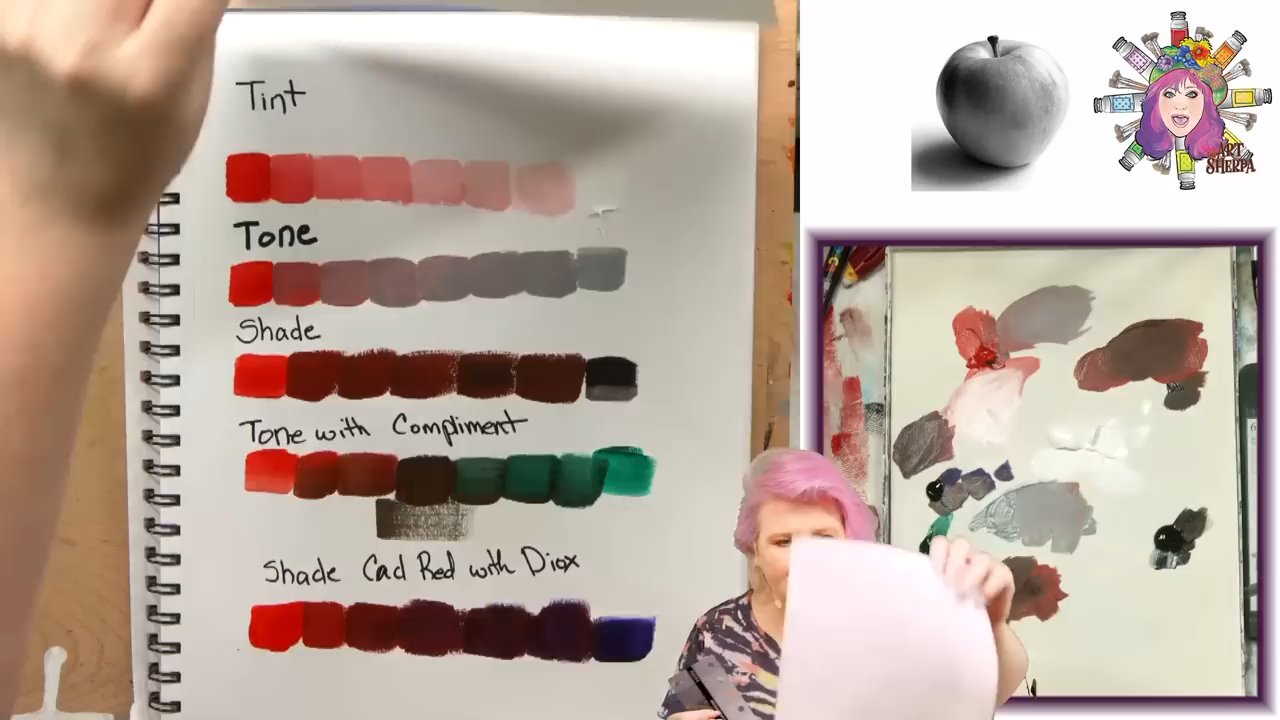 Tint
Tone
Shade
Tone with Compliment
Shade Cad Red with Diox
ART
SHERPA